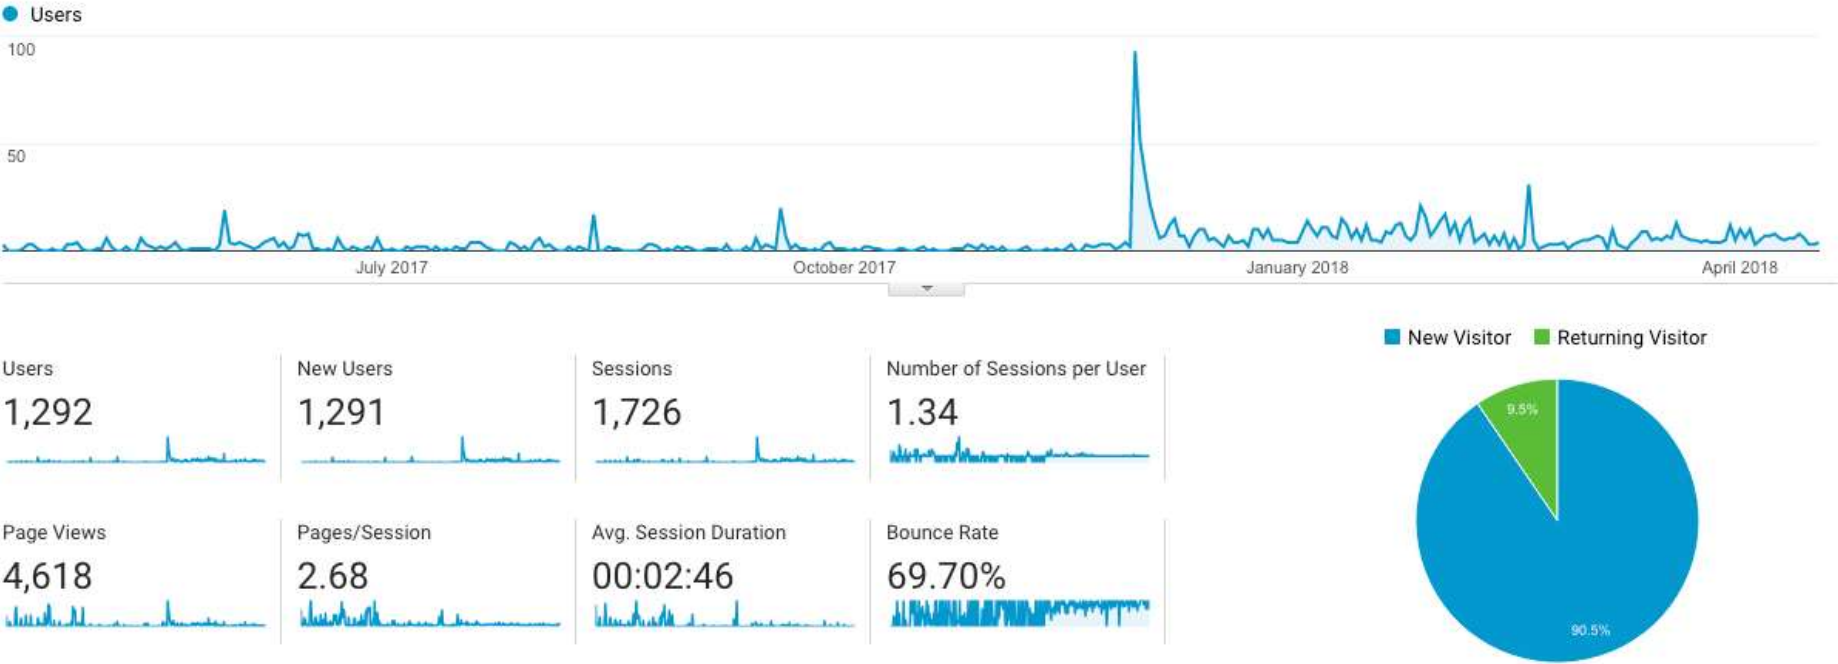 Users
100
50
July 2017 October 2017 January 2018 April 2018
New Visitor Returning Visitor
Users New Users Sessions Number of Sessions per User
1,292 1,291 1,726 1.34
9.5%
Page Views Pages/Session Avg. Session Duration Bounce Rate
4,618 2.68 00:02:46 69.70%
90.5%